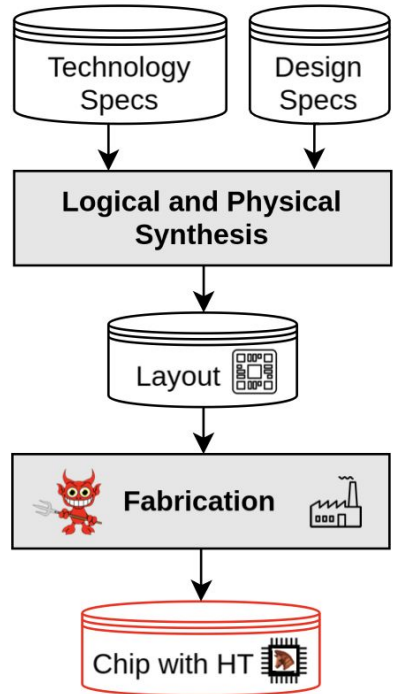 Technology
Specs
Design
Specs
Logical and Physical
Synthesis
Layout
Fabrication
Chip with HT